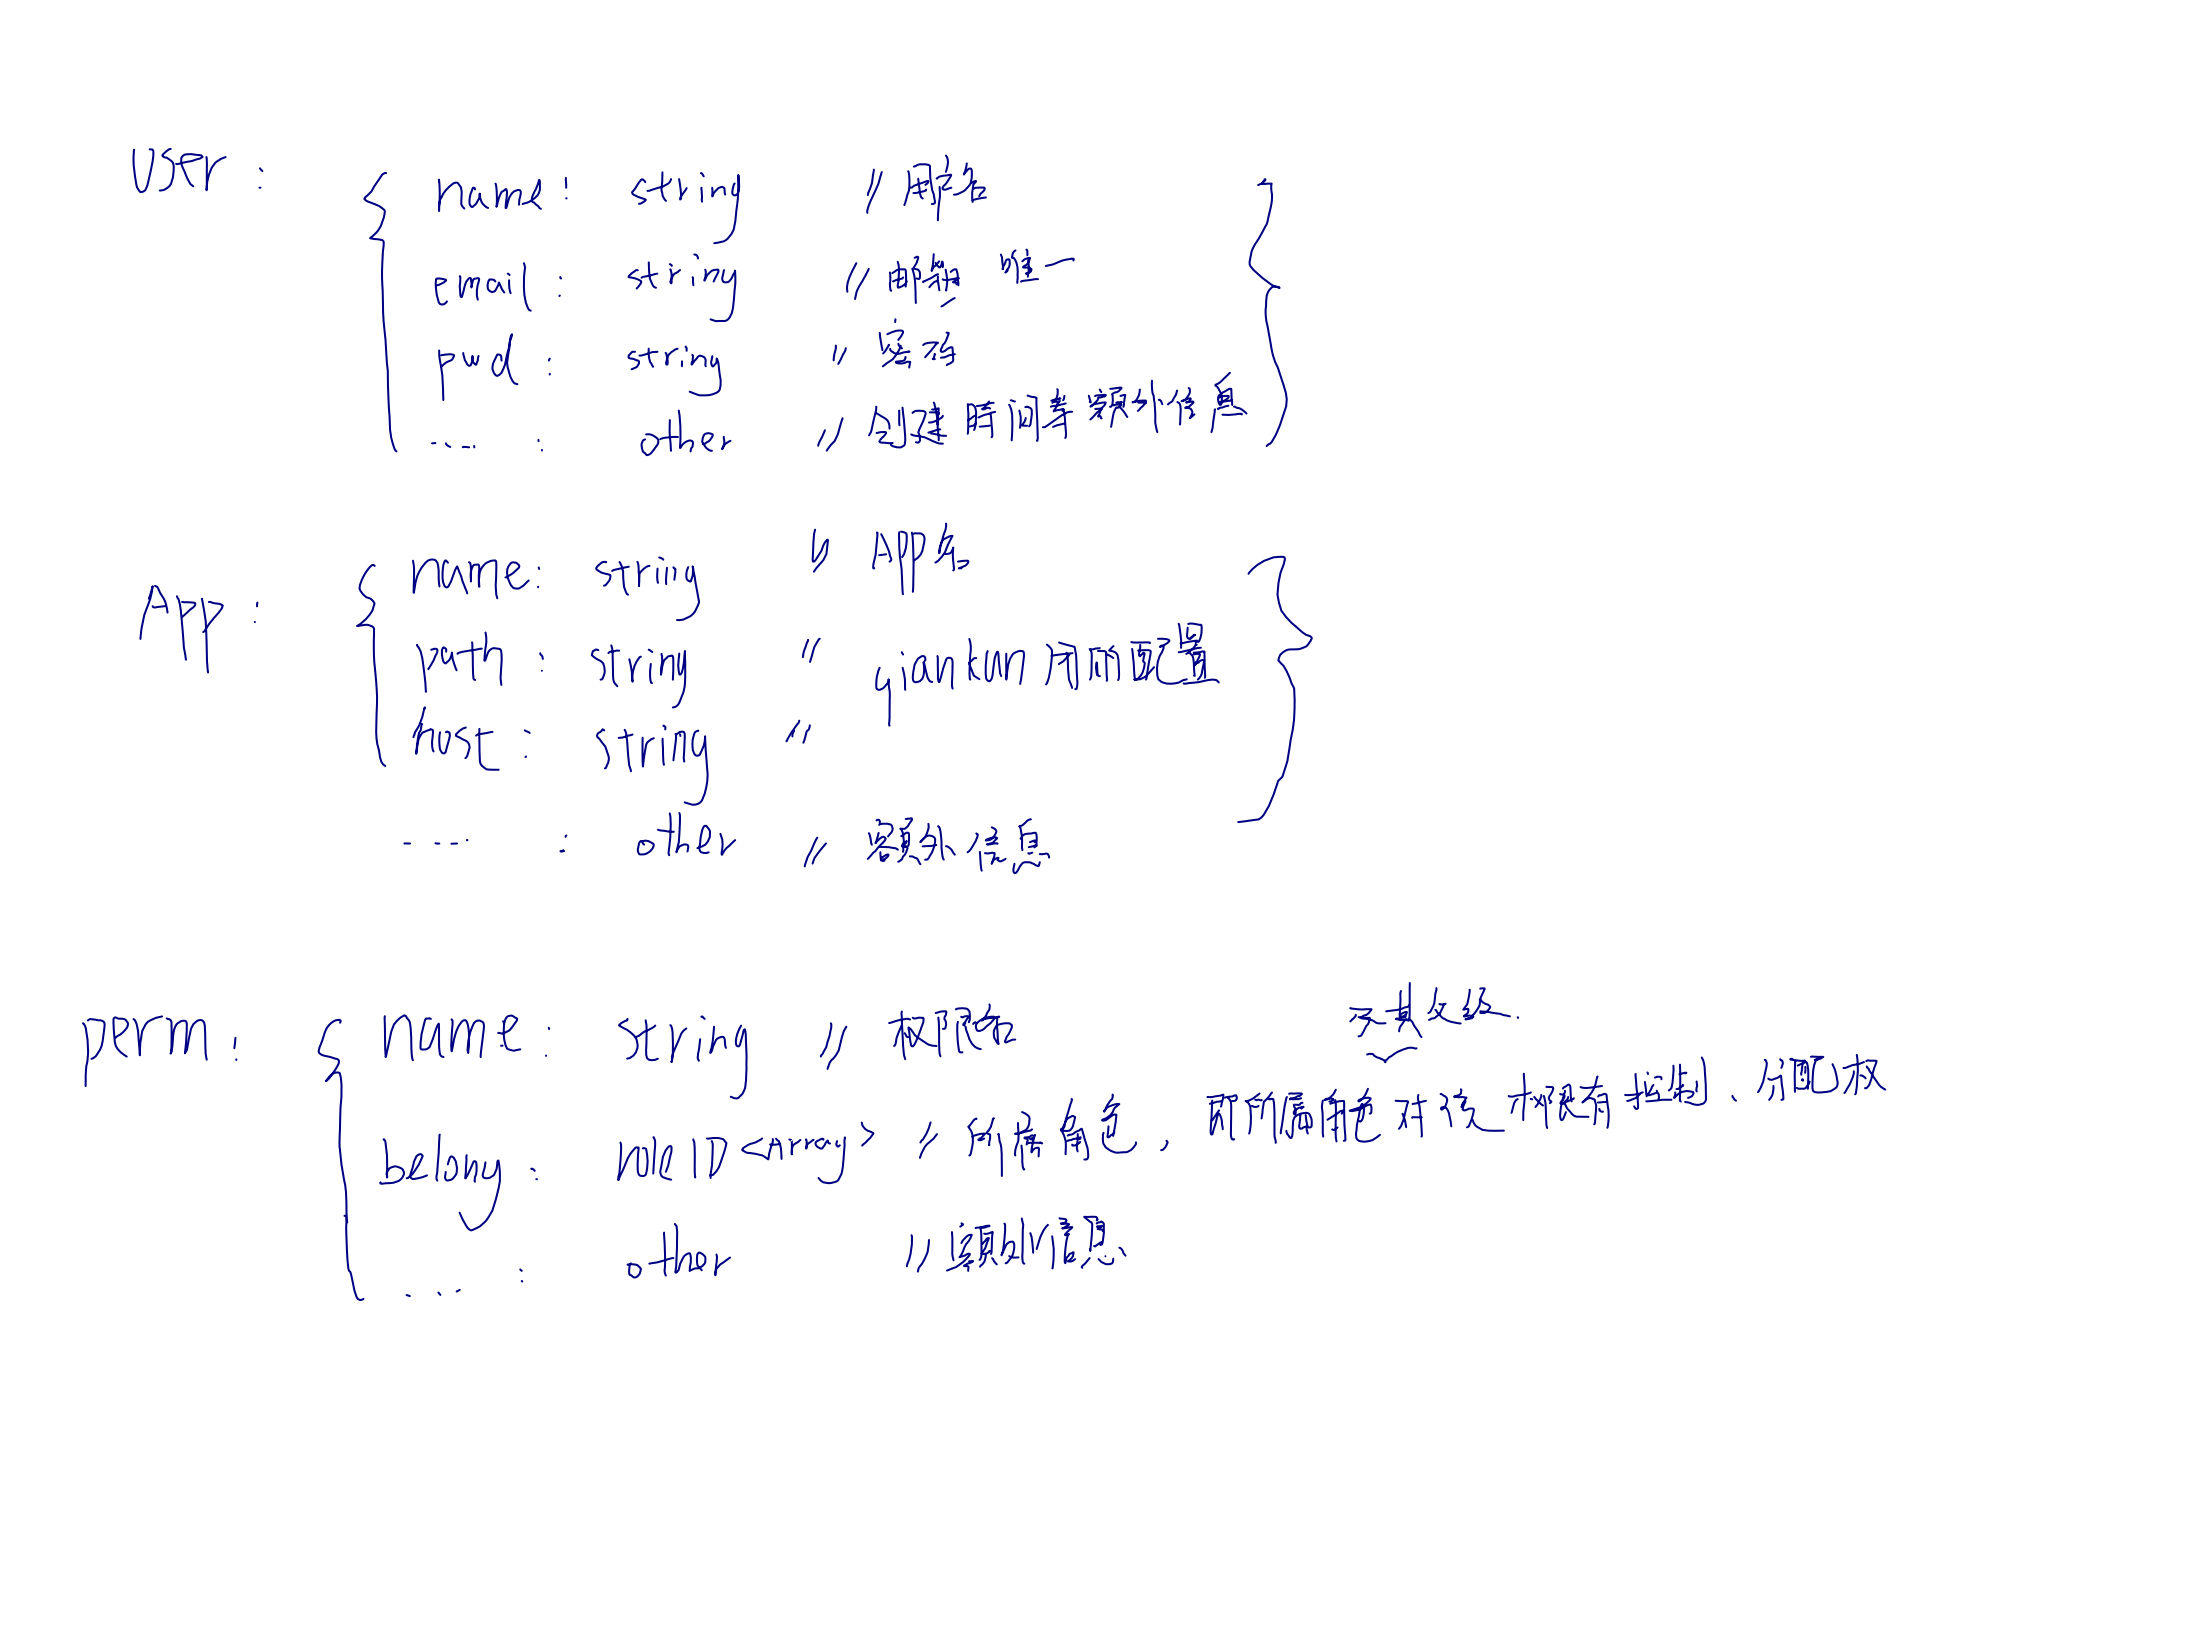 User : { name : string // 用户名 }
email : string // 邮箱 唯一
pwd : string // 密码
... : other // 创建时间等额外信息
App : { name : string // App名 }
path : string // qiankun 所需配置
host : string //
.... : other // 额外信息
及其父级.
perm : { name : string // 权限名
belong : roleID<Array> // 所属角色，即所属角色对该权限有控制、分配权
... : other // 额外信息